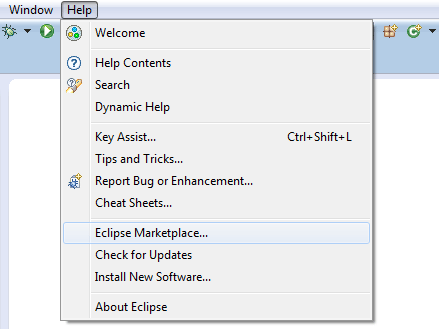 Window Help
Welcome
Help Contents
Search
Dynamic Help
Key Assist... Ctrl+Shift+L
Tips and Tricks...
Report Bug or Enhancement...
Cheat Sheets...
Eclipse Marketplace...
Check for Updates
Install New Software...
About Eclipse